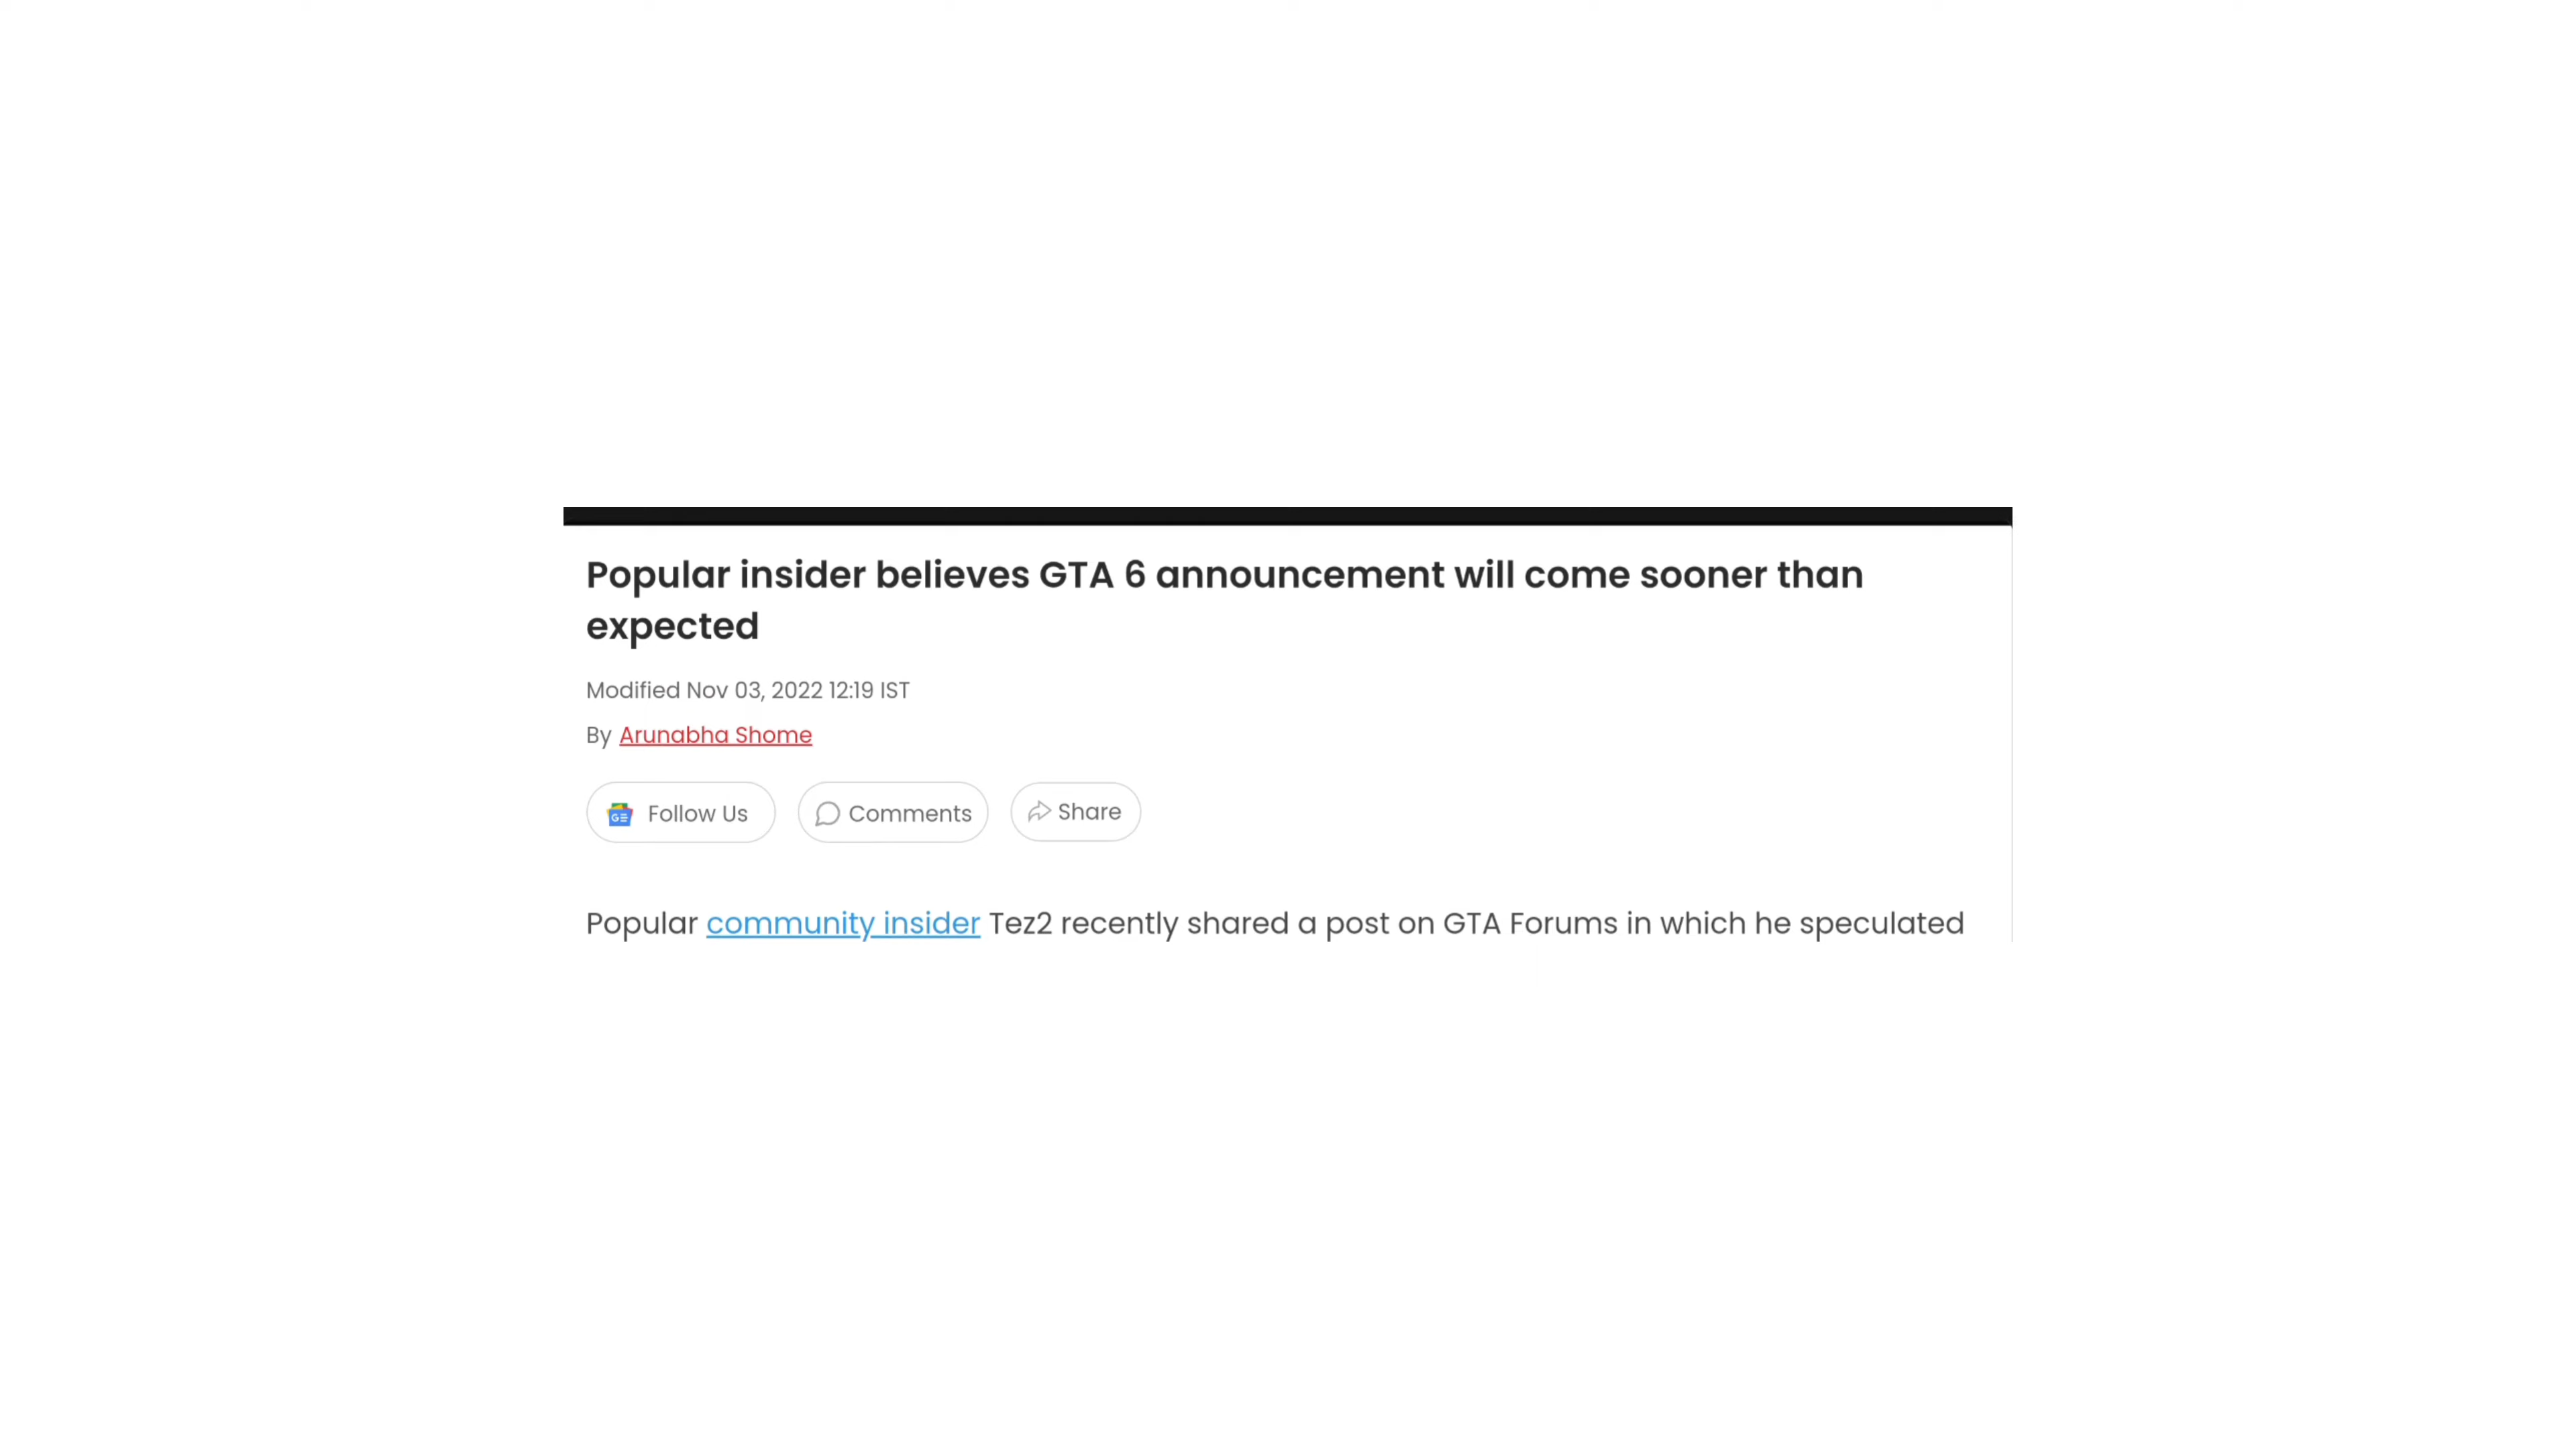 Popular insider believes GTA 6 announcement will come sooner than
expected
Modified Nov 03, 2022 12:19 IST
By Arunabha Shome
GE Follow Us Comments Share
Popular community insider Tez2 recently shared a post on GTA Forums in which he speculated